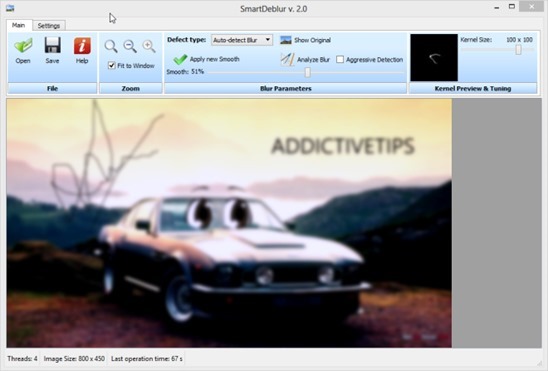 SmartDeblur v. 2.0
Main Settings
Open Save Help
File
Fit to Window
Zoom
Defect type: Auto-detect Blur Show Original
Apply new Smooth Analyze Blur Aggressive Detection
Smooth: 51%
Blur Parameters
Kernel Size: 100 x 100
Kernel Preview & Tuning
ADDICTIVETIPS
Threads: 4 Image Size: 800 x 450 Last operation time: 67 s